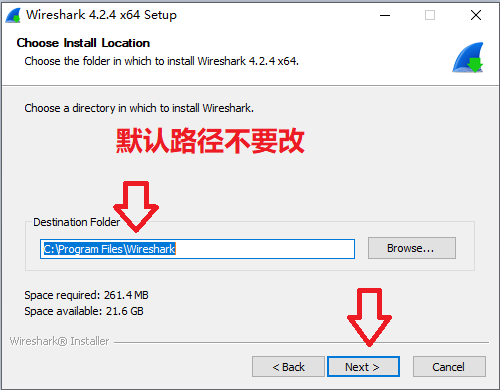 Wireshark 4.2.4 x64 Setup
Choose Install Location
Choose the folder in which to install Wireshark 4.2.4 x64.
Choose a directory in which to install Wireshark.
默认路径不要改
Destination Folder
C:\Program Files\Wireshark
Browse...
Space required: 261.4 MB
Space available: 21.6 GB
Wireshark® Installer
< Back
Next >
Cancel